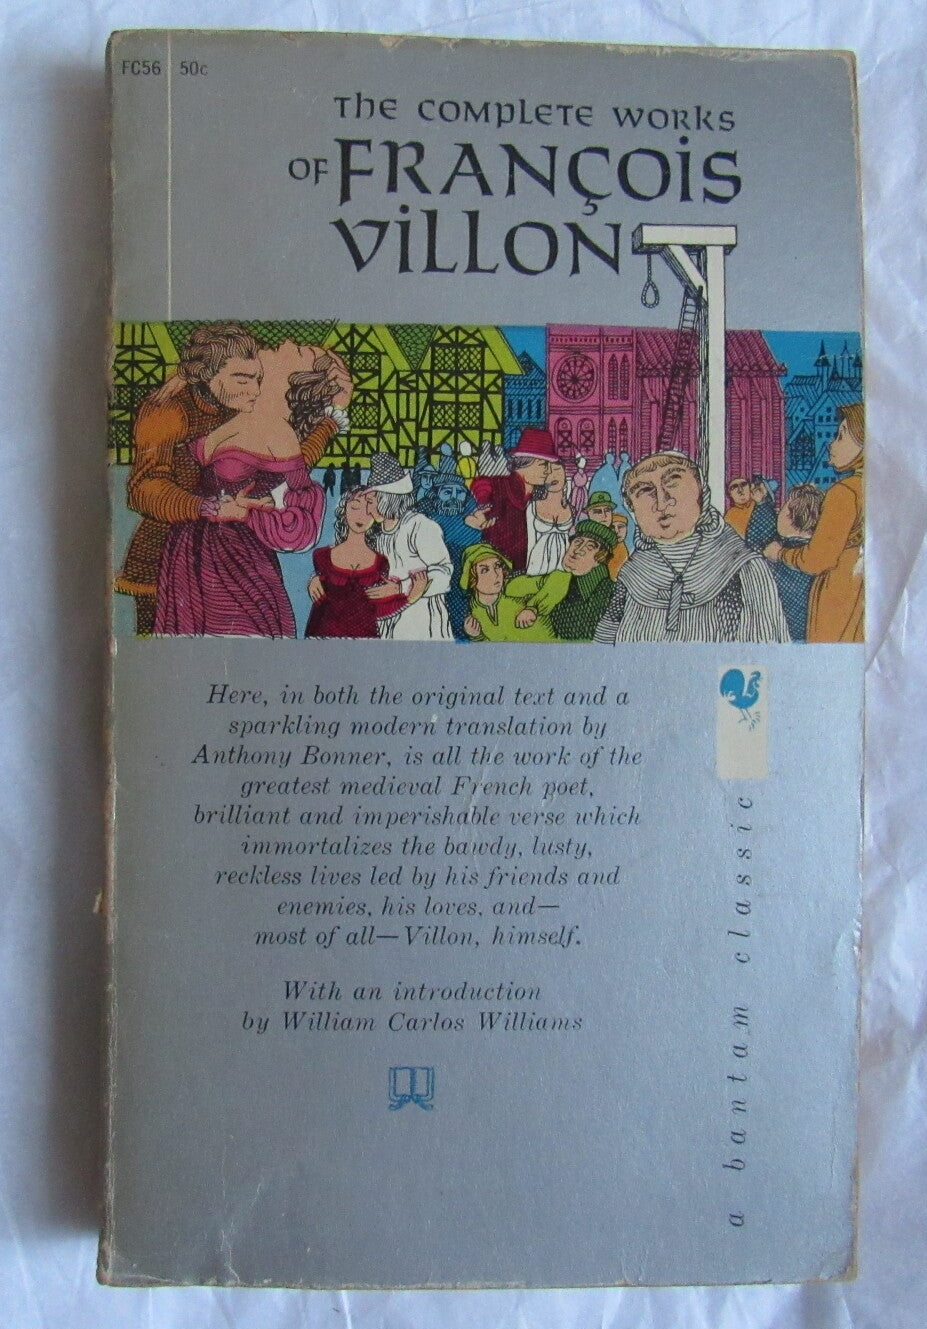 FC56 50c
THE COMPLETE WORKS
OF FRANÇOIS
VILLON
Here, in both the original text and a
sparkling modern translation by
Anthony Bonner, is all the work of the
greatest medieval French poet,
brilliant and imperishable verse which
immortalizes the bawdy, lusty,
reckless lives led by his friends and
enemies, his loves, and—
most of all—Villon, himself.
With an introduction
by William Carlos Williams
a bantam classic